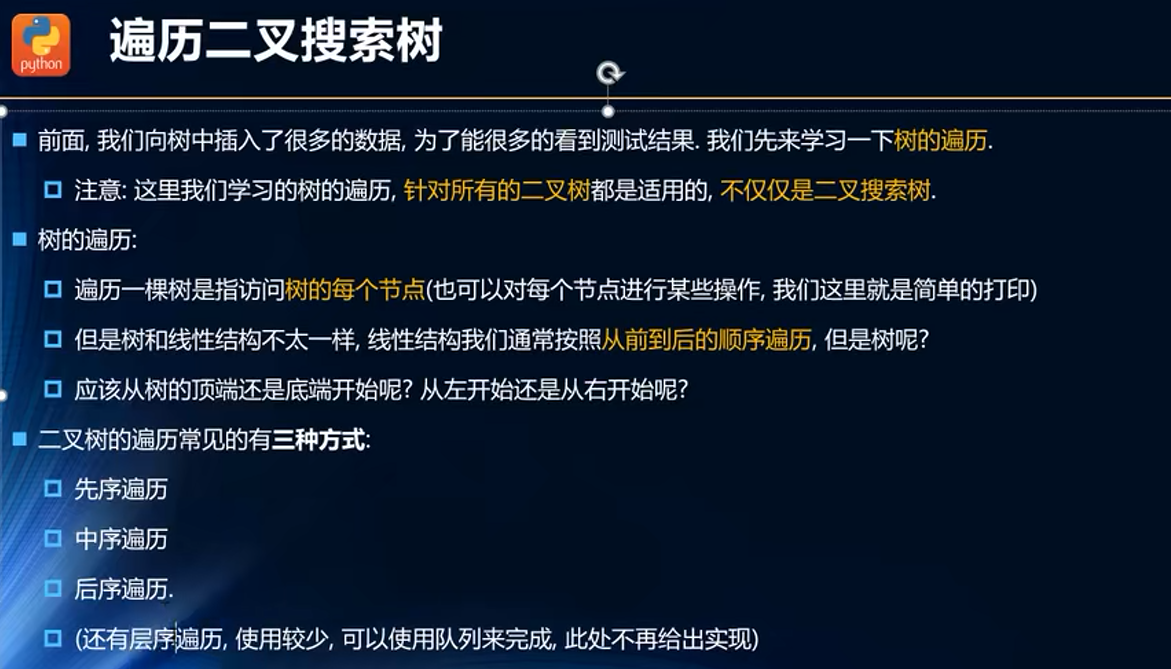 python
遍历二叉搜索树
前面, 我们向树中插入了很多的数据, 为了能很多的看到测试结果. 我们先来学习一下树的遍历.
注意: 这里我们学习的树的遍历, 针对所有的二叉树都是适用的, 不仅仅是二叉搜索树.
树的遍历:
遍历一棵树是指访问树的每个节点(也可以对每个节点进行某些操作, 我们这里就是简单的打印)
但是树和线性结构不太一样, 线性结构我们通常按照从前到后的顺序遍历, 但是树呢?
应该从树的顶端还是底端开始呢? 从左开始还是从右开始呢?
二叉树的遍历常见的有三种方式:
先序遍历
中序遍历
后序遍历.
(还有层序遍历, 使用较少, 可以使用队列来完成, 此处不再给出实现)